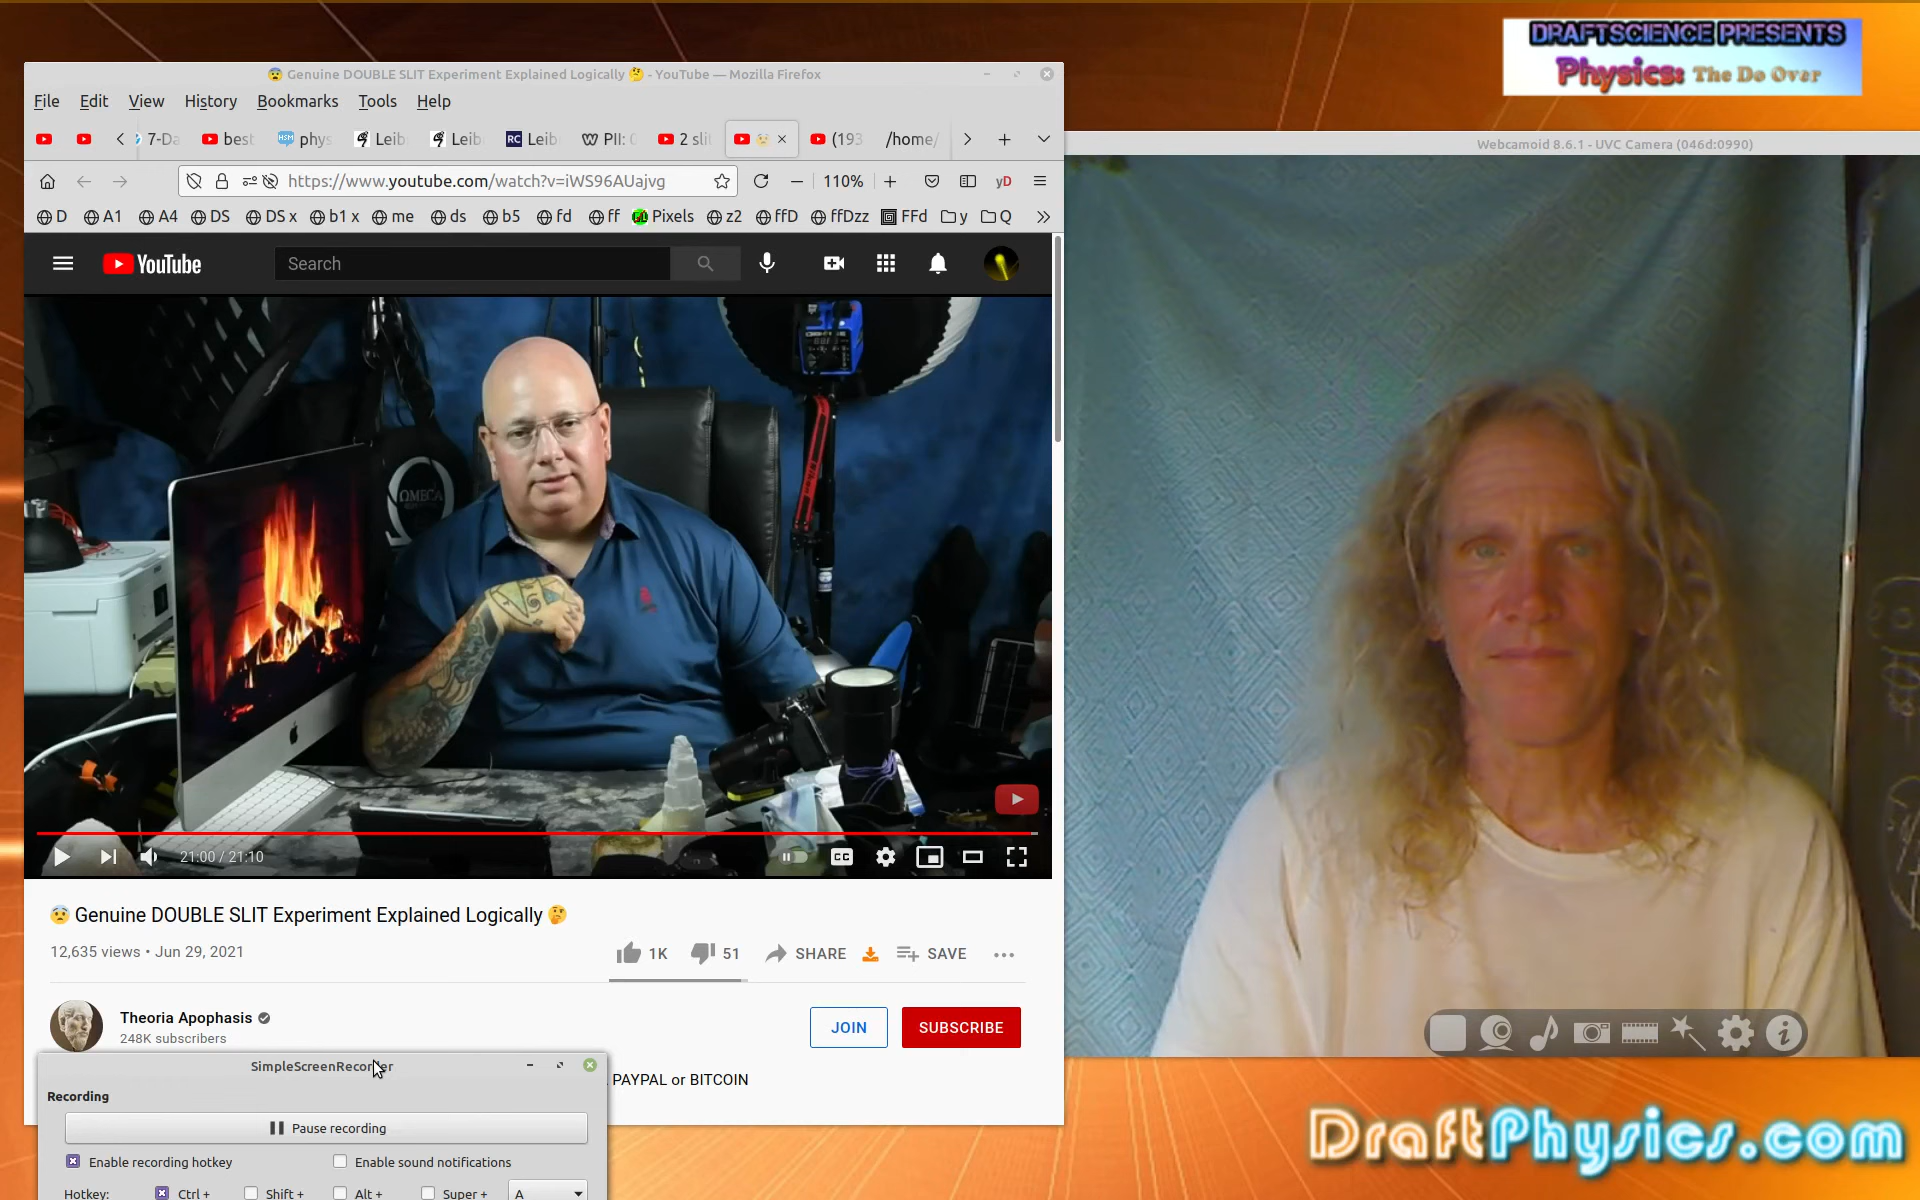 DRAFTSCIENCE PRESENTS
Physics: The Do Over
😨 Genuine DOUBLE SLIT Experiment Explained Logically 🤔 - YouTube — Mozilla Firefox
File Edit View History Bookmarks Tools Help
7-Da best phys Leib Leib RC Leib PII: 2 slit (193 /home/
https://www.youtube.com/watch?v=iWS96AUajvg 110% yD
D A1 A4 DS DS x b1 x me ds b5 fd ff Pixels z2 ffD ffDzz FFd y Q
Webcamoid 8.6.1 - UVC Camera (046d:0990)
YouTube Search
OMEGA
21:00 / 21:10 CC
😨 Genuine DOUBLE SLIT Experiment Explained Logically 🤔
12,635 views • Jun 29, 2021
1K 51 SHARE SAVE
Theoria Apophasis
248K subscribers
JOIN SUBSCRIBE
PAYPAL or BITCOIN
SimpleScreenRecorder
Recording
Pause recording
Enable recording hotkey Enable sound notifications
Hotkey: Ctrl + Shift + Alt + Super + A
DraftPhysics.com